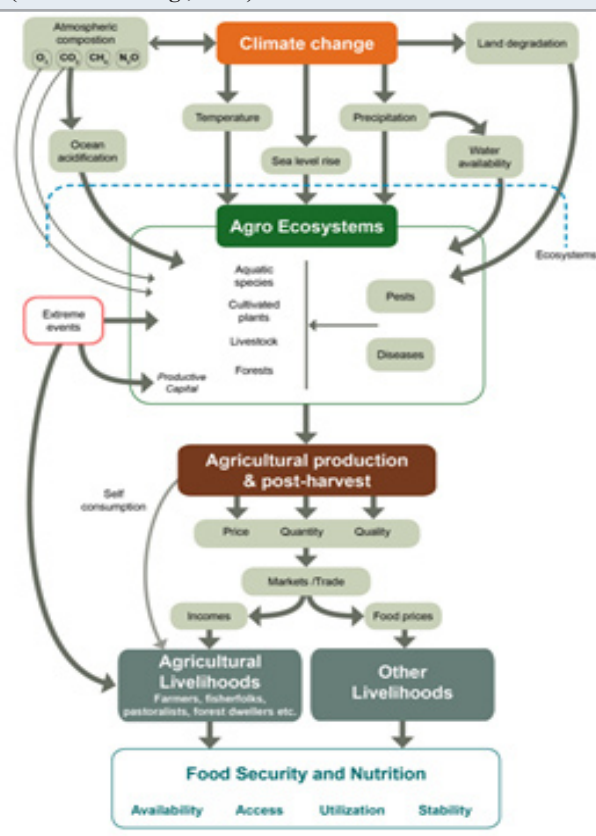 Atmospheric
compostion
O₃ CO₂ CH₄ N₂O
Climate change
Land degradation
Temperature
Precipitation
Ocean
acidification
Sea level rise
Water
availability
Agro Ecosystems
Ecosystems
Aquatic
species
Cultivated
plants
Livestock
Forests
Pests
Diseases
Extreme
events
Productive
Capital
Agricultural production
& post-harvest
Self
consumption
Price Quantity Quality
Markets /Trade
Incomes
Food prices
Agricultural
Livelihoods
Farmers, fisherfolks,
pastoralists, forest dwellers etc.
Other
Livelihoods
Food Security and Nutrition
Availability Access Utilization Stability